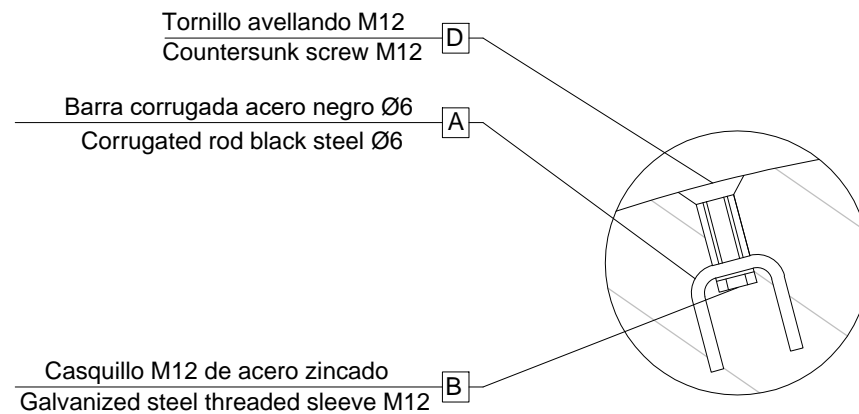 Tornillo avellando M12
Countersunk screw M12
D
Barra corrugada acero negro Ø6
Corrugated rod black steel Ø6
A
Casquillo M12 de acero zincado
Galvanized steel threaded sleeve M12
B